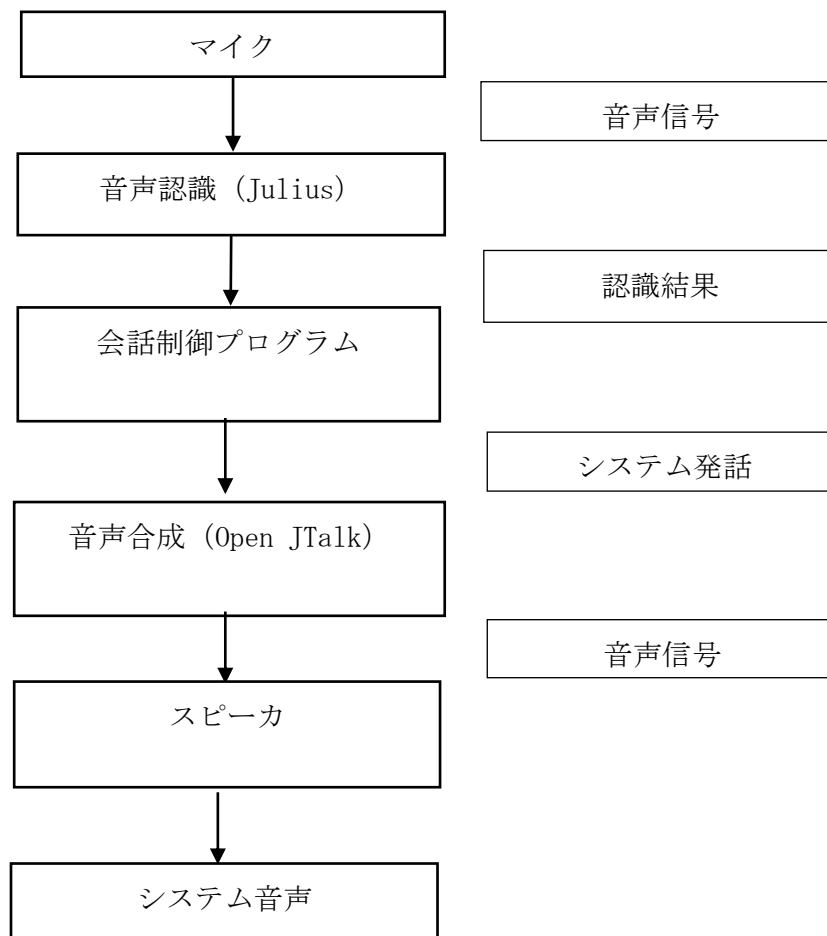 マイク
音声信号
音声認識（Julius）
認識結果
会話制御プログラム
システム発話
音声合成（Open JTalk）
音声信号
スピーカ
システム音声